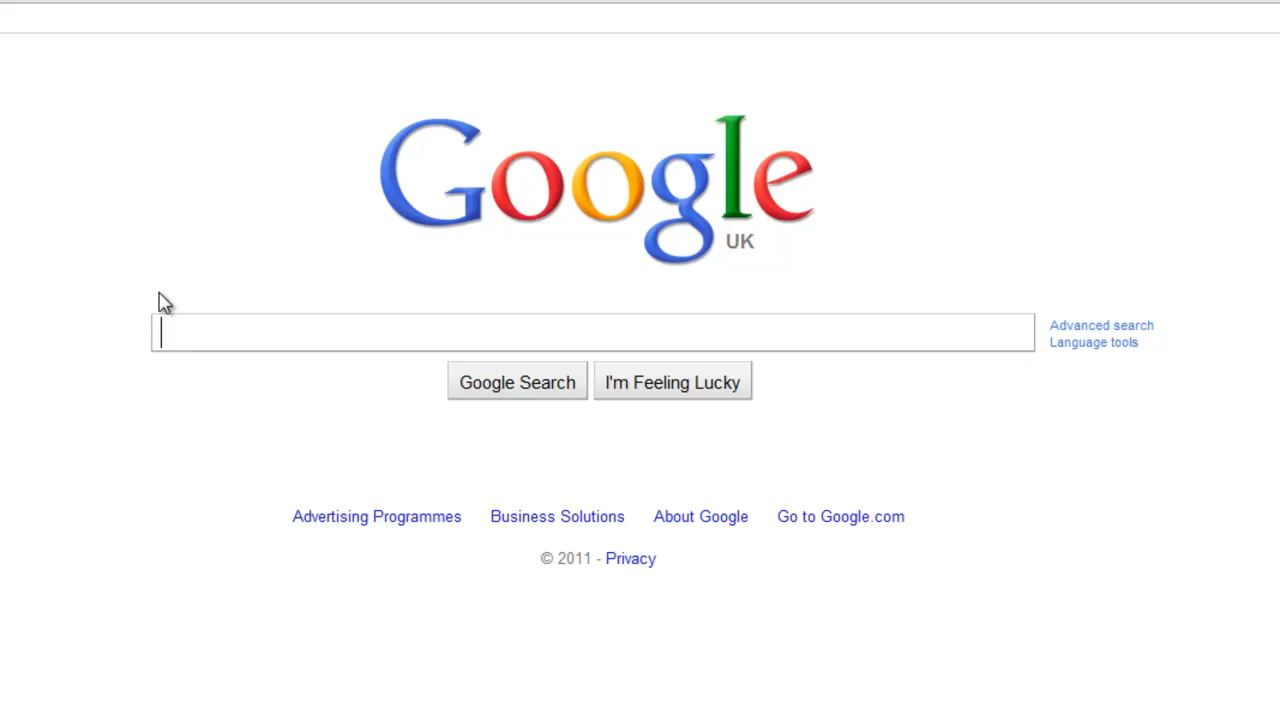 Google
UK
Advanced search
Language tools
Google Search I'm Feeling Lucky
Advertising Programmes Business Solutions About Google Go to Google.com
© 2011 - Privacy